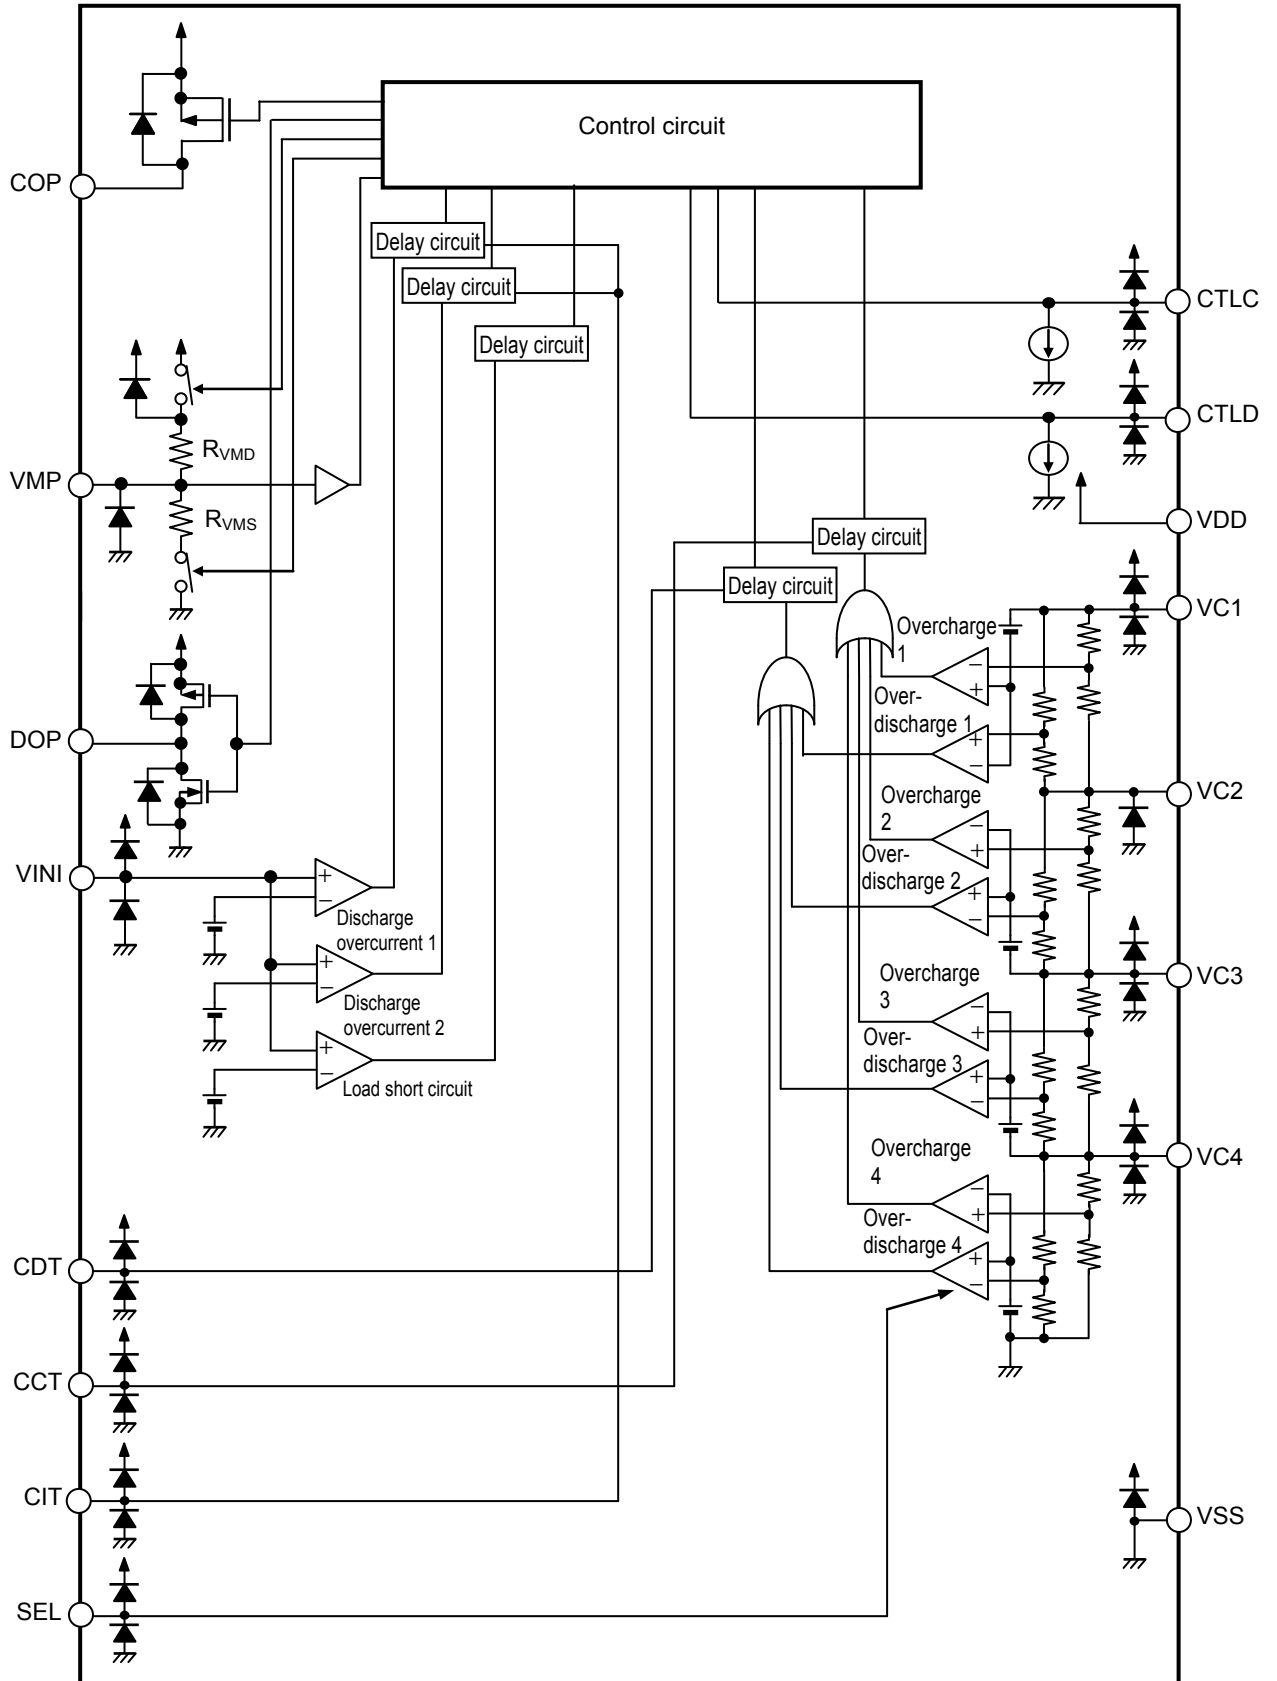 Control circuit
COP
Delay circuit
Delay circuit
Delay circuit
CTLC
CTLD
RVMD
VMP
RVMS
VDD
Delay circuit
Delay circuit
VC1
Overcharge
1
−
+
Over-
discharge 1
+
−
DOP
VC2
Overcharge
2
−
+
Over-
discharge 2
+
−
VINI
+
−
Discharge
overcurrent 1
+
−
Discharge
overcurrent 2
+
−
Load short circuit
VC3
Overcharge
3
−
+
Over-
discharge 3
+
−
VC4
Overcharge
4
−
+
Over-
discharge 4
+
−
CDT
CCT
CIT
VSS
SEL